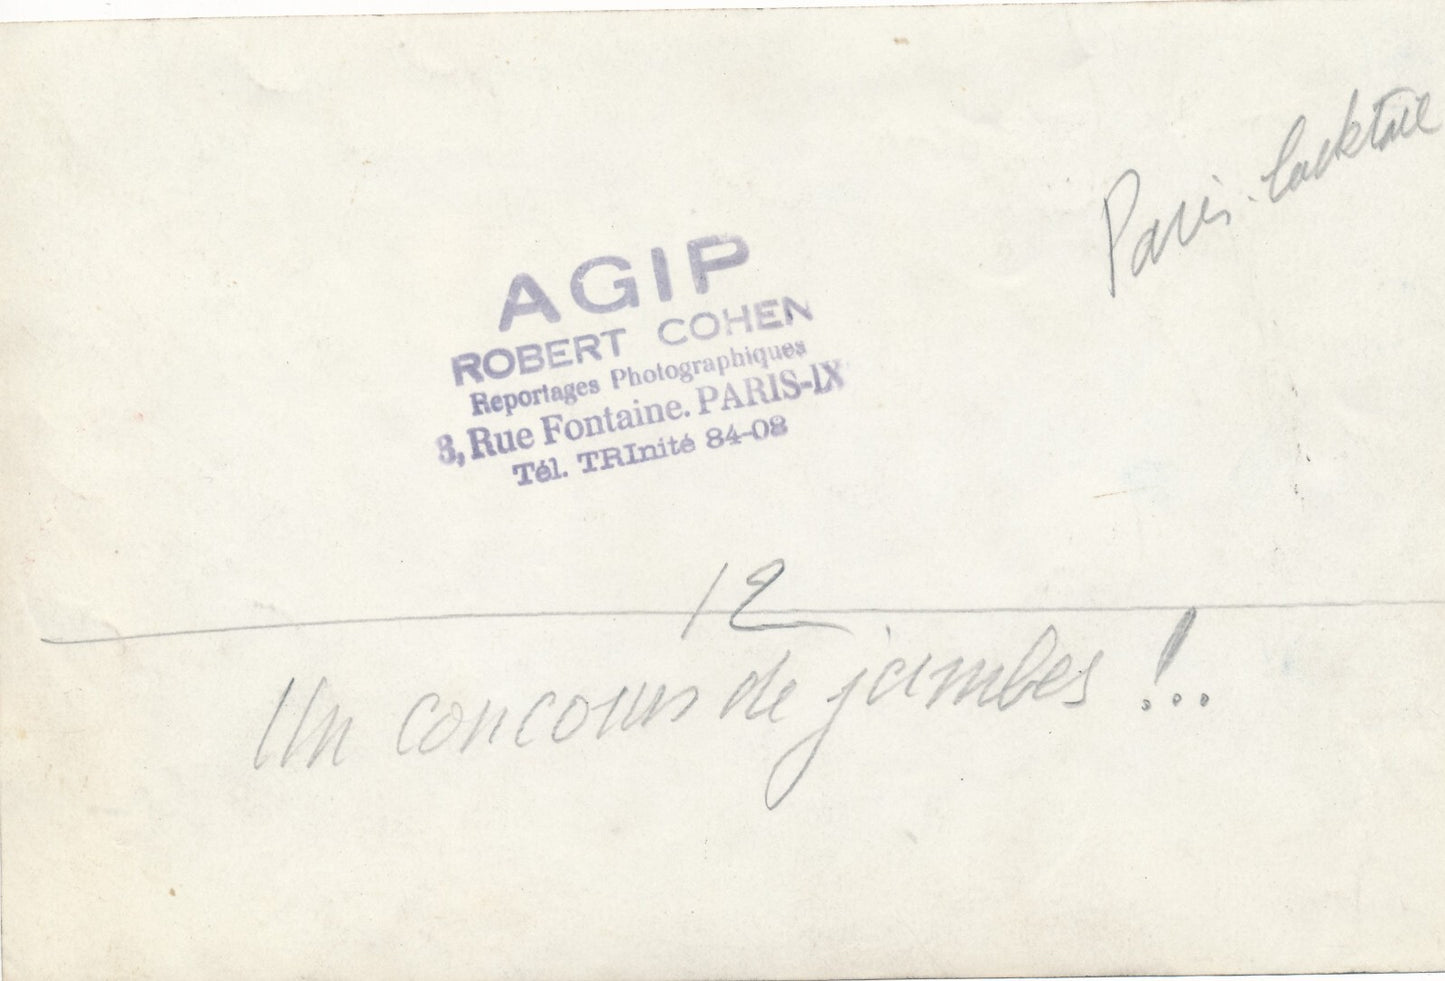 Paris. Cocktail
AGIP
ROBERT COHEN
Reportages Photographiques
8, Rue Fontaine. PARIS-IX
Tél. TRInité 84-08
12
Un concours de jambes !...